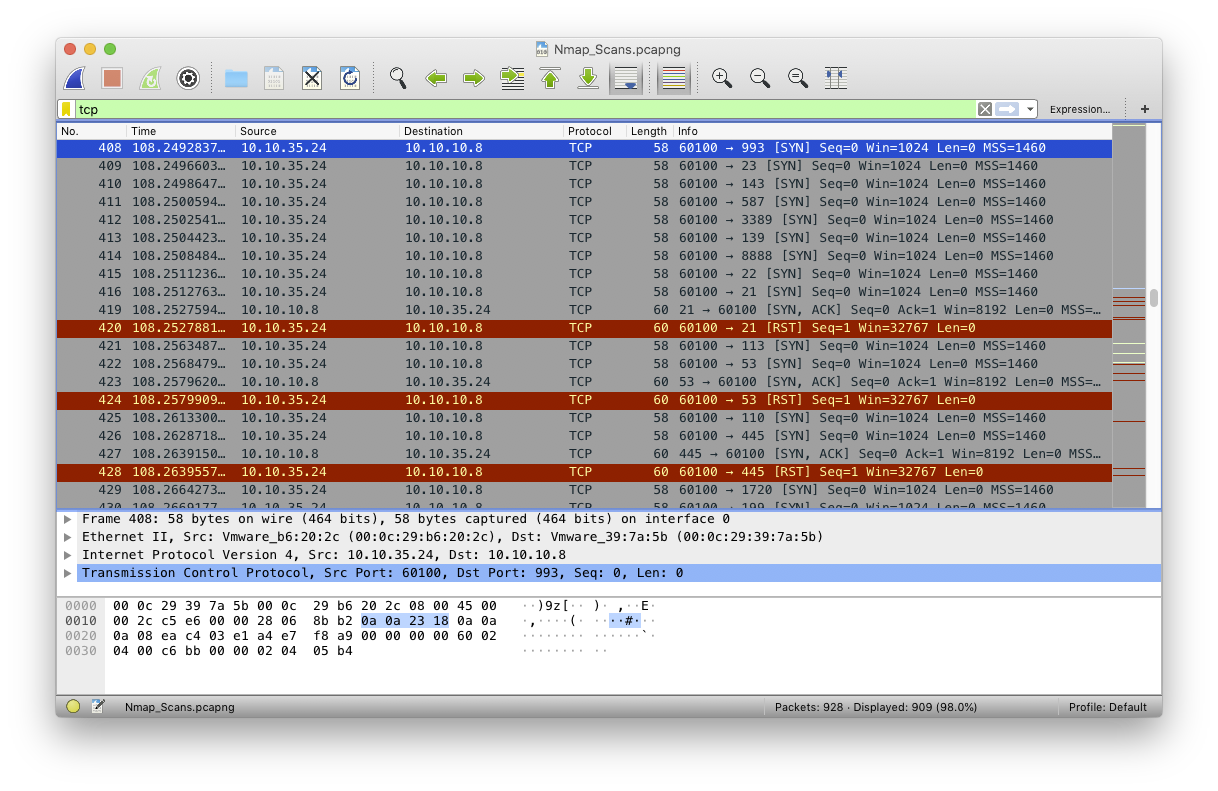 Nmap_Scans.pcapng
tcp Expression... +
No. Time Source Destination Protocol Length Info
408 108.2492837… 10.10.35.24 10.10.10.8 TCP 58 60100 → 993 [SYN] Seq=0 Win=1024 Len=0 MSS=1460
409 108.2496603… 10.10.35.24 10.10.10.8 TCP 58 60100 → 23 [SYN] Seq=0 Win=1024 Len=0 MSS=1460
410 108.2498647… 10.10.35.24 10.10.10.8 TCP 58 60100 → 143 [SYN] Seq=0 Win=1024 Len=0 MSS=1460
411 108.2500594… 10.10.35.24 10.10.10.8 TCP 58 60100 → 587 [SYN] Seq=0 Win=1024 Len=0 MSS=1460
412 108.2502541… 10.10.35.24 10.10.10.8 TCP 58 60100 → 3389 [SYN] Seq=0 Win=1024 Len=0 MSS=1460
413 108.2504423… 10.10.35.24 10.10.10.8 TCP 58 60100 → 139 [SYN] Seq=0 Win=1024 Len=0 MSS=1460
414 108.2508484… 10.10.35.24 10.10.10.8 TCP 58 60100 → 8888 [SYN] Seq=0 Win=1024 Len=0 MSS=1460
415 108.2511236… 10.10.35.24 10.10.10.8 TCP 58 60100 → 22 [SYN] Seq=0 Win=1024 Len=0 MSS=1460
416 108.2512763… 10.10.35.24 10.10.10.8 TCP 58 60100 → 21 [SYN] Seq=0 Win=1024 Len=0 MSS=1460
419 108.2527594… 10.10.10.8 10.10.35.24 TCP 60 21 → 60100 [SYN, ACK] Seq=0 Ack=1 Win=8192 Len=0 MSS=…
420 108.2527881… 10.10.35.24 10.10.10.8 TCP 60 60100 → 21 [RST] Seq=1 Win=32767 Len=0
421 108.2563487… 10.10.35.24 10.10.10.8 TCP 58 60100 → 113 [SYN] Seq=0 Win=1024 Len=0 MSS=1460
422 108.2568479… 10.10.35.24 10.10.10.8 TCP 58 60100 → 53 [SYN] Seq=0 Win=1024 Len=0 MSS=1460
423 108.2579620… 10.10.10.8 10.10.35.24 TCP 60 53 → 60100 [SYN, ACK] Seq=0 Ack=1 Win=8192 Len=0 MSS=…
424 108.2579909… 10.10.35.24 10.10.10.8 TCP 60 60100 → 53 [RST] Seq=1 Win=32767 Len=0
425 108.2613300… 10.10.35.24 10.10.10.8 TCP 58 60100 → 110 [SYN] Seq=0 Win=1024 Len=0 MSS=1460
426 108.2628718… 10.10.35.24 10.10.10.8 TCP 58 60100 → 445 [SYN] Seq=0 Win=1024 Len=0 MSS=1460
427 108.2639150… 10.10.10.8 10.10.35.24 TCP 60 445 → 60100 [SYN, ACK] Seq=0 Ack=1 Win=8192 Len=0 MSS…
428 108.2639557… 10.10.35.24 10.10.10.8 TCP 60 60100 → 445 [RST] Seq=1 Win=32767 Len=0
429 108.2664273… 10.10.35.24 10.10.10.8 TCP 58 60100 → 1720 [SYN] Seq=0 Win=1024 Len=0 MSS=1460
430 108.2669177… 10.10.35.24 10.10.10.8 TCP 58 60100 → 199 [SYN] Seq=0 Win=1024 Len=0 MSS=1460
Frame 408: 58 bytes on wire (464 bits), 58 bytes captured (464 bits) on interface 0
Ethernet II, Src: Vmware_b6:20:2c (00:0c:29:b6:20:2c), Dst: Vmware_39:7a:5b (00:0c:29:39:7a:5b)
Internet Protocol Version 4, Src: 10.10.35.24, Dst: 10.10.10.8
Transmission Control Protocol, Src Port: 60100, Dst Port: 993, Seq: 0, Len: 0
0000 00 0c 29 39 7a 5b 00 0c 29 b6 20 2c 08 00 45 00 ··)9z[·· )· ,··E·
0010 00 2c c5 e6 00 00 28 06 8b b2 0a 0a 23 18 0a 0a ·,····(· ····#···
0020 0a 08 ea c4 03 e1 a4 e7 f8 a9 00 00 00 00 60 02 ········ ······`·
0030 04 00 c6 bb 00 00 02 04 05 b4 ········ ··
Nmap_Scans.pcapng Packets: 928 · Displayed: 909 (98.0%) Profile: Default